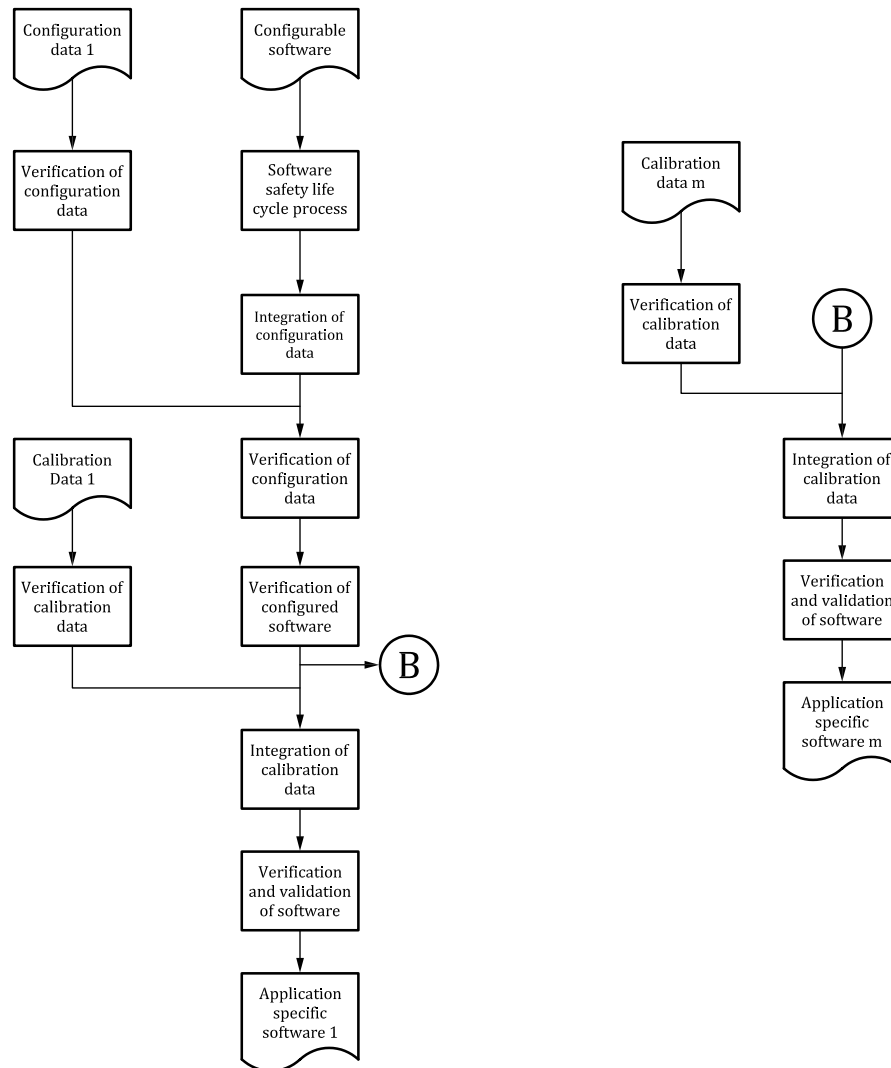 Configuration
data 1
Configurable
software
Verification of
configuration
data
Software
safety life
cycle process
Integration of
configuration
data
Calibration
Data 1
Verification of
configuration
data
Verification of
calibration
data
Verification of
configured
software
B
Integration of
calibration
data
Verification
and validation
of software
Application
specific
software 1
Calibration
data m
Verification of
calibration
data
B
Integration of
calibration
data
Verification
and validation
of software
Application
specific
software m